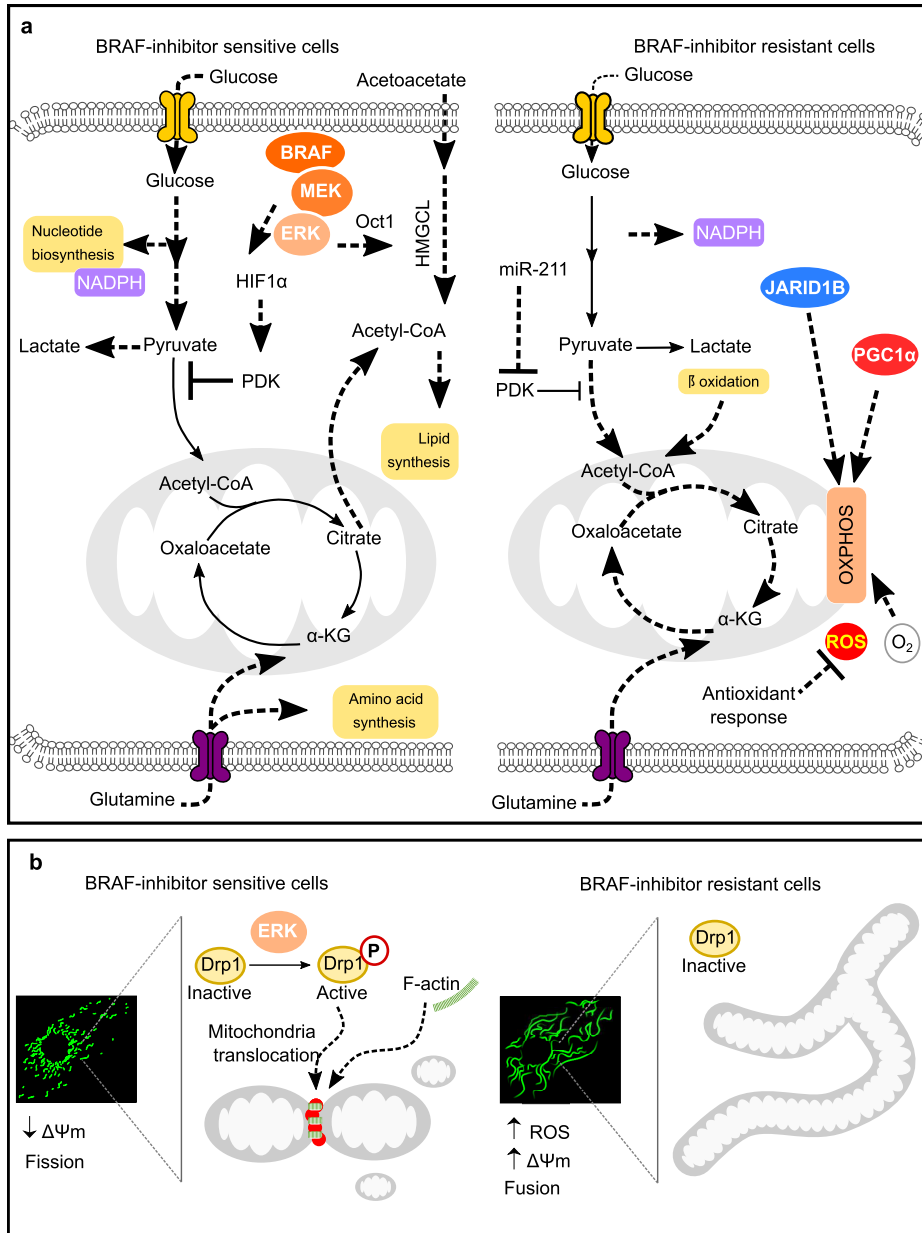 a
BRAF-inhibitor sensitive cells
Glucose
Acetoacetate
BRAF
MEK
ERK
Glucose
Oct1
HMGCL
Nucleotide
biosynthesis
NADPH
HIF1α
Lactate
Pyruvate
Acetyl-CoA
PDK
Lipid
synthesis
Acetyl-CoA
Oxaloacetate
Citrate
α-KG
Amino acid
synthesis
Glutamine
BRAF-inhibitor resistant cells
Glucose
Glucose
NADPH
miR-211
JARID1B
Pyruvate
Lactate
PGC1α
PDK
ß oxidation
Acetyl-CoA
Oxaloacetate
Citrate
OXPHOS
α-KG
ROS
O2
Antioxidant
response
Glutamine
b
BRAF-inhibitor sensitive cells
ERK
Drp1
Inactive
Drp1
P
Active
F-actin
Mitochondria
translocation
↓ ΔΨm
Fission
BRAF-inhibitor resistant cells
Drp1
Inactive
↑ ROS
↑ ΔΨm
Fusion